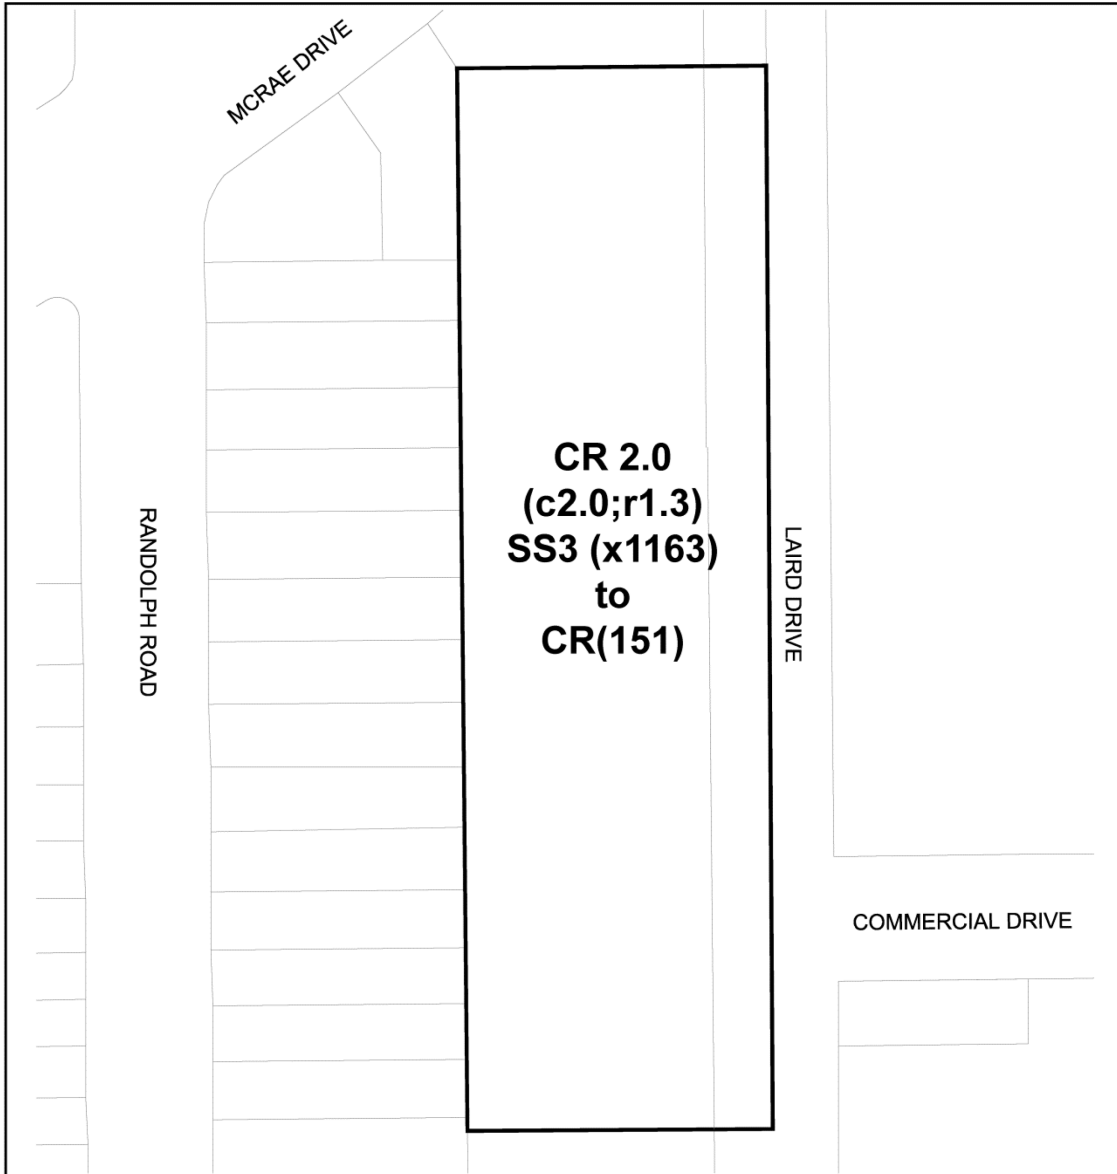 MCRAE DRIVE
CR 2.0
(c2.0;r1.3)
SS3 (x1163)
to
CR(151)
RANDOLPH ROAD
LAIRD DRIVE
COMMERCIAL DRIVE